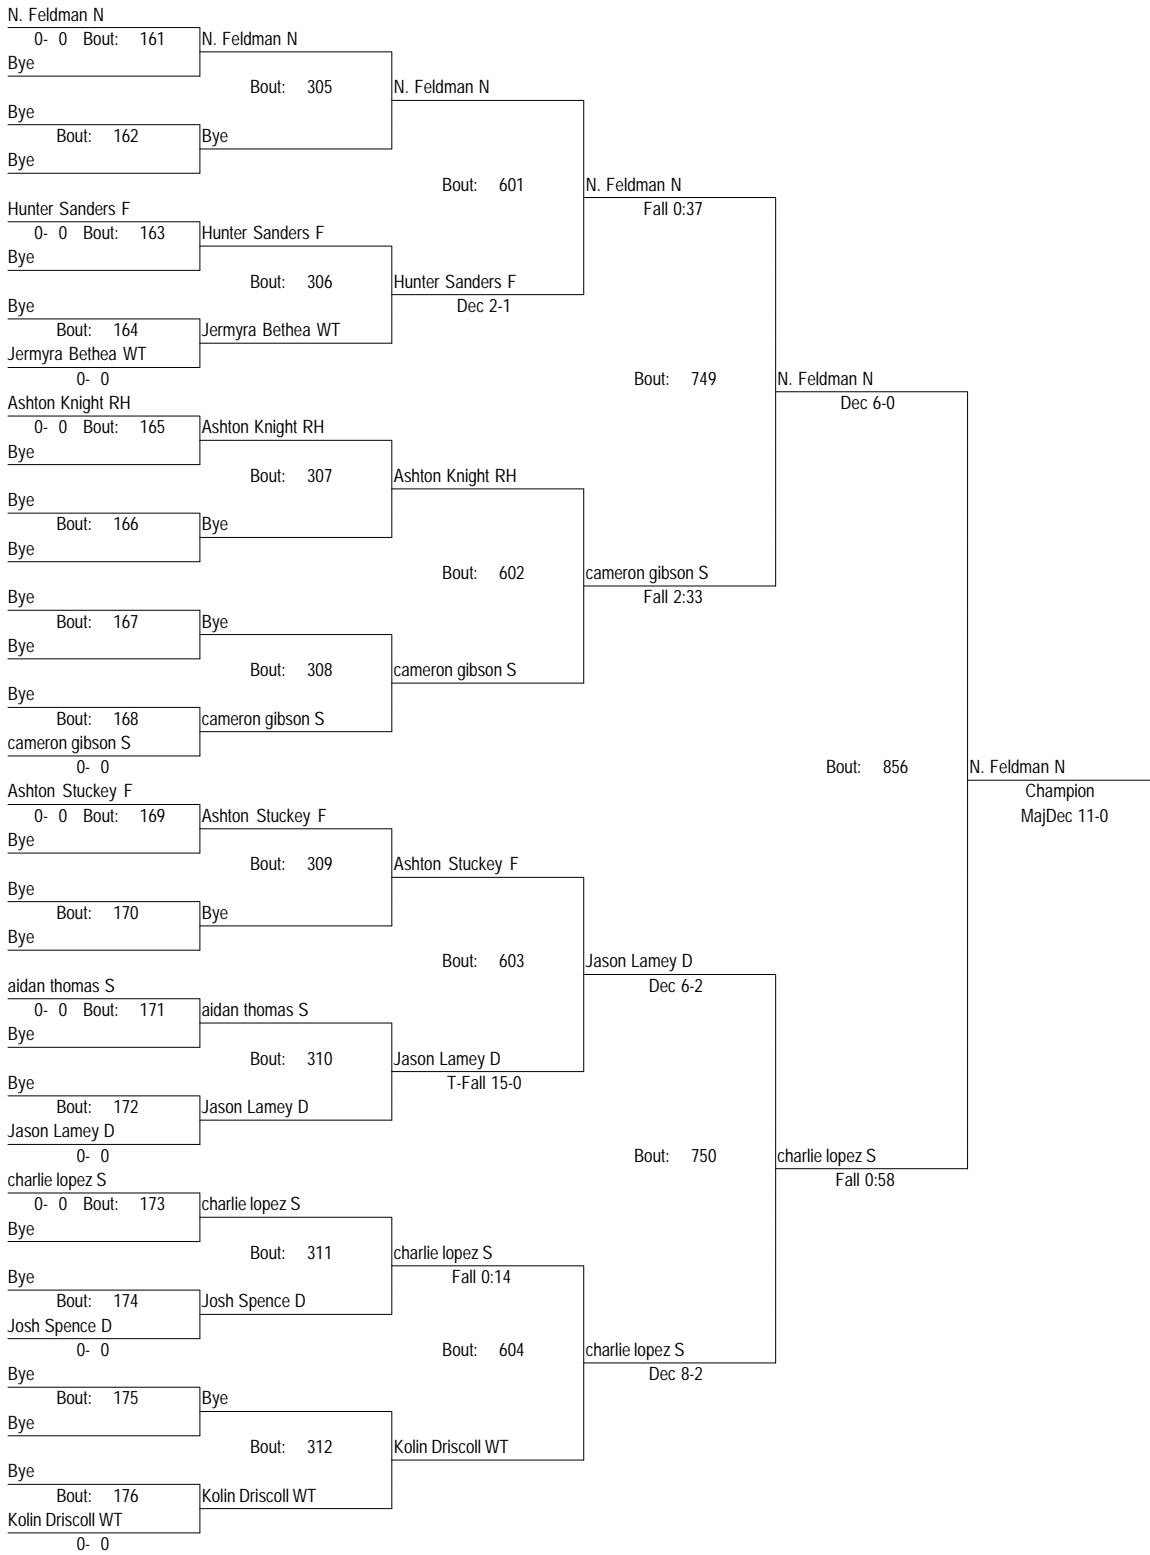 N. Feldman N
0- 0 Bout: 161 N. Feldman N
Bye
Bout: 305 N. Feldman N
Bye
Bout: 162 Bye
Bye
Bout: 601 N. Feldman N
Hunter Sanders F Fall 0:37
0- 0 Bout: 163 Hunter Sanders F
Bye
Bout: 306 Hunter Sanders F
Bye Dec 2-1
Bout: 164 Jermyra Bethea WT
Jermyra Bethea WT
0- 0 Bout: 749 N. Feldman N
Ashton Knight RH Dec 6-0
0- 0 Bout: 165 Ashton Knight RH
Bye
Bout: 307 Ashton Knight RH
Bye
Bout: 166 Bye
Bye
Bout: 602 cameron gibson S
Bye Fall 2:33
Bout: 167 Bye
Bye
Bout: 308 cameron gibson S
Bye
Bout: 168 cameron gibson S
cameron gibson S
0- 0 Bout: 856 N. Feldman N
Ashton Stuckey F Champion
0- 0 Bout: 169 Ashton Stuckey F MajDec 11-0
Bye
Bout: 309 Ashton Stuckey F
Bye
Bout: 170 Bye
Bye
Bout: 603 Jason Lamey D
aidan thomas S Dec 6-2
0- 0 Bout: 171 aidan thomas S
Bye
Bout: 310 Jason Lamey D
Bye T-Fall 15-0
Bout: 172 Jason Lamey D
Jason Lamey D
0- 0 Bout: 750 charlie lopez S
charlie lopez S Fall 0:58
0- 0 Bout: 173 charlie lopez S
Bye
Bout: 311 charlie lopez S
Bye Fall 0:14
Bout: 174 Josh Spence D
Josh Spence D
0- 0 Bout: 604 charlie lopez S
Bye Dec 8-2
Bout: 175 Bye
Bye
Bout: 312 Kolin Driscoll WT
Bye
Bout: 176 Kolin Driscoll WT
Kolin Driscoll WT
0- 0